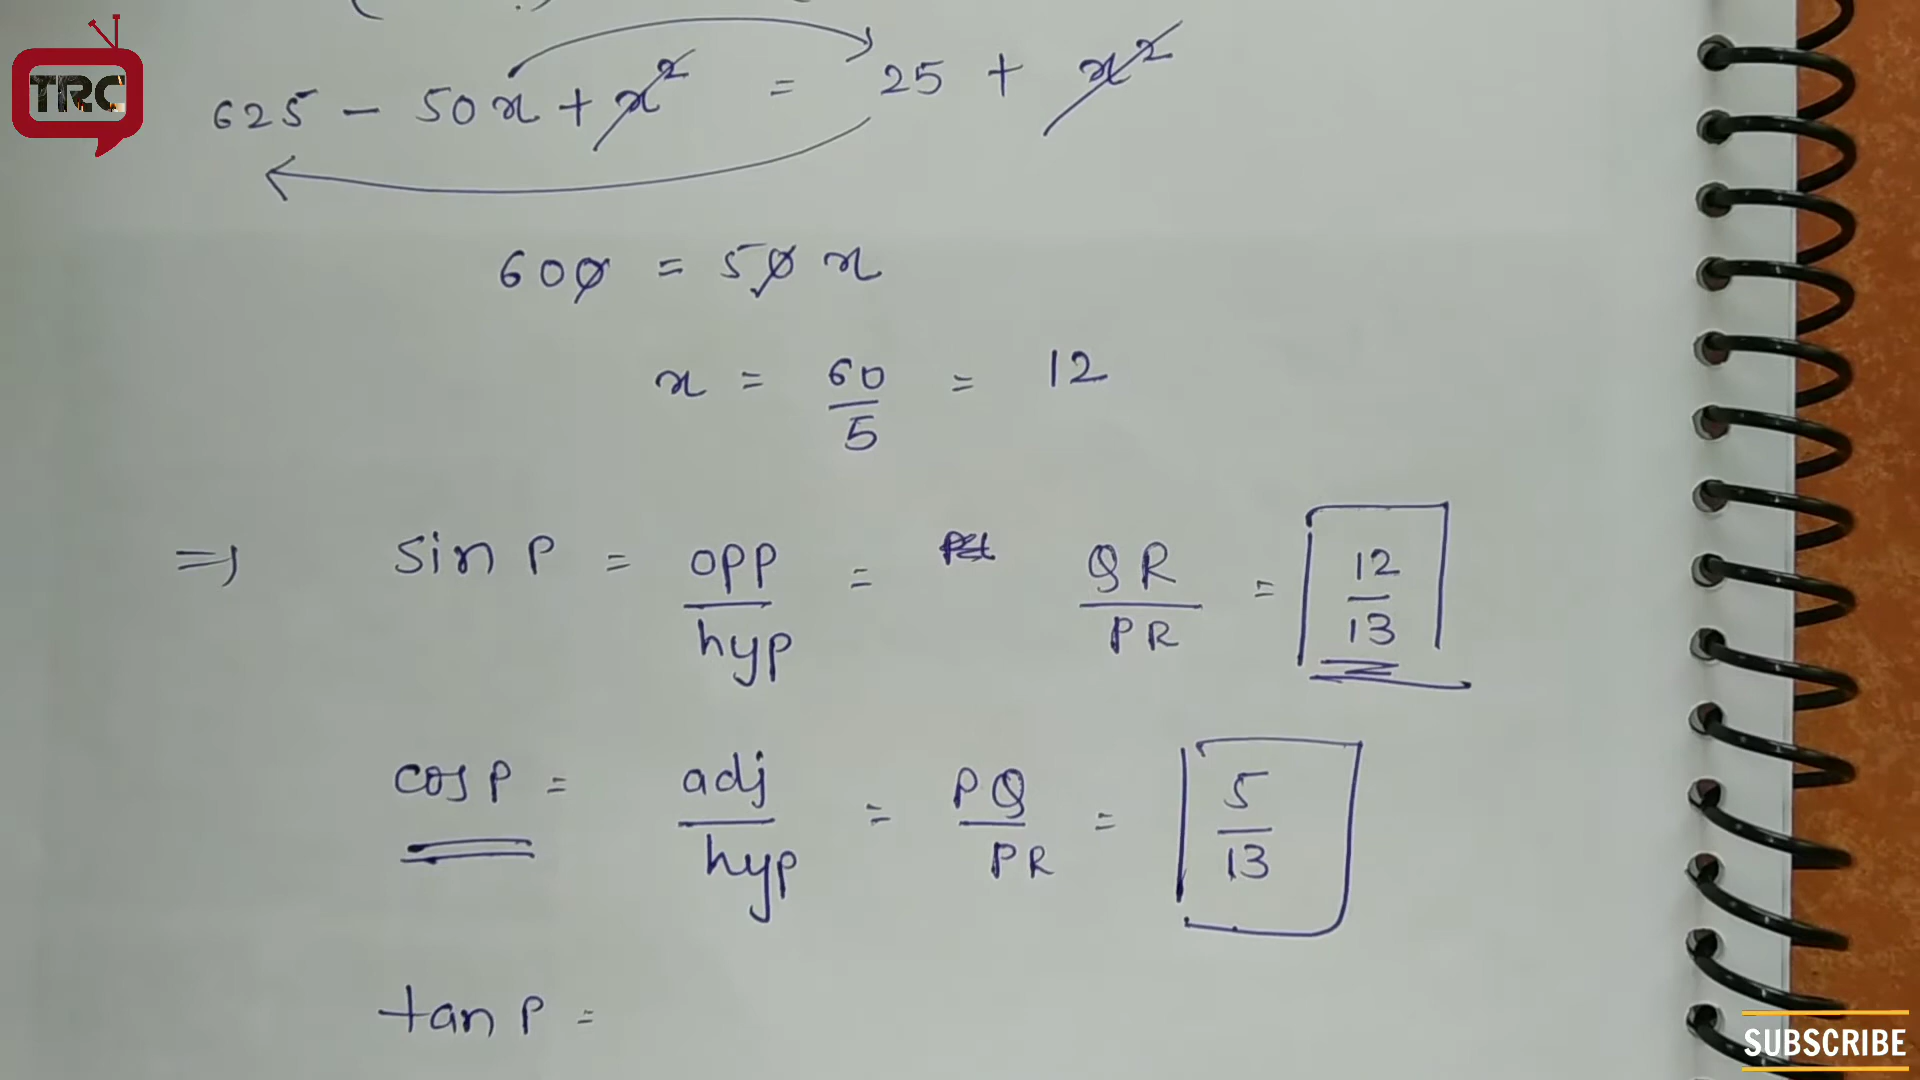 TRC
625 - 50x + x² = 25 + x²
600 = 50 x
x = 60/5 = 12
⇒ sin P = opp/hyp = QR/PR = 12/13
cos P = adj/hyp = PQ/PR = 5/13
tan P =
SUBSCRIBE